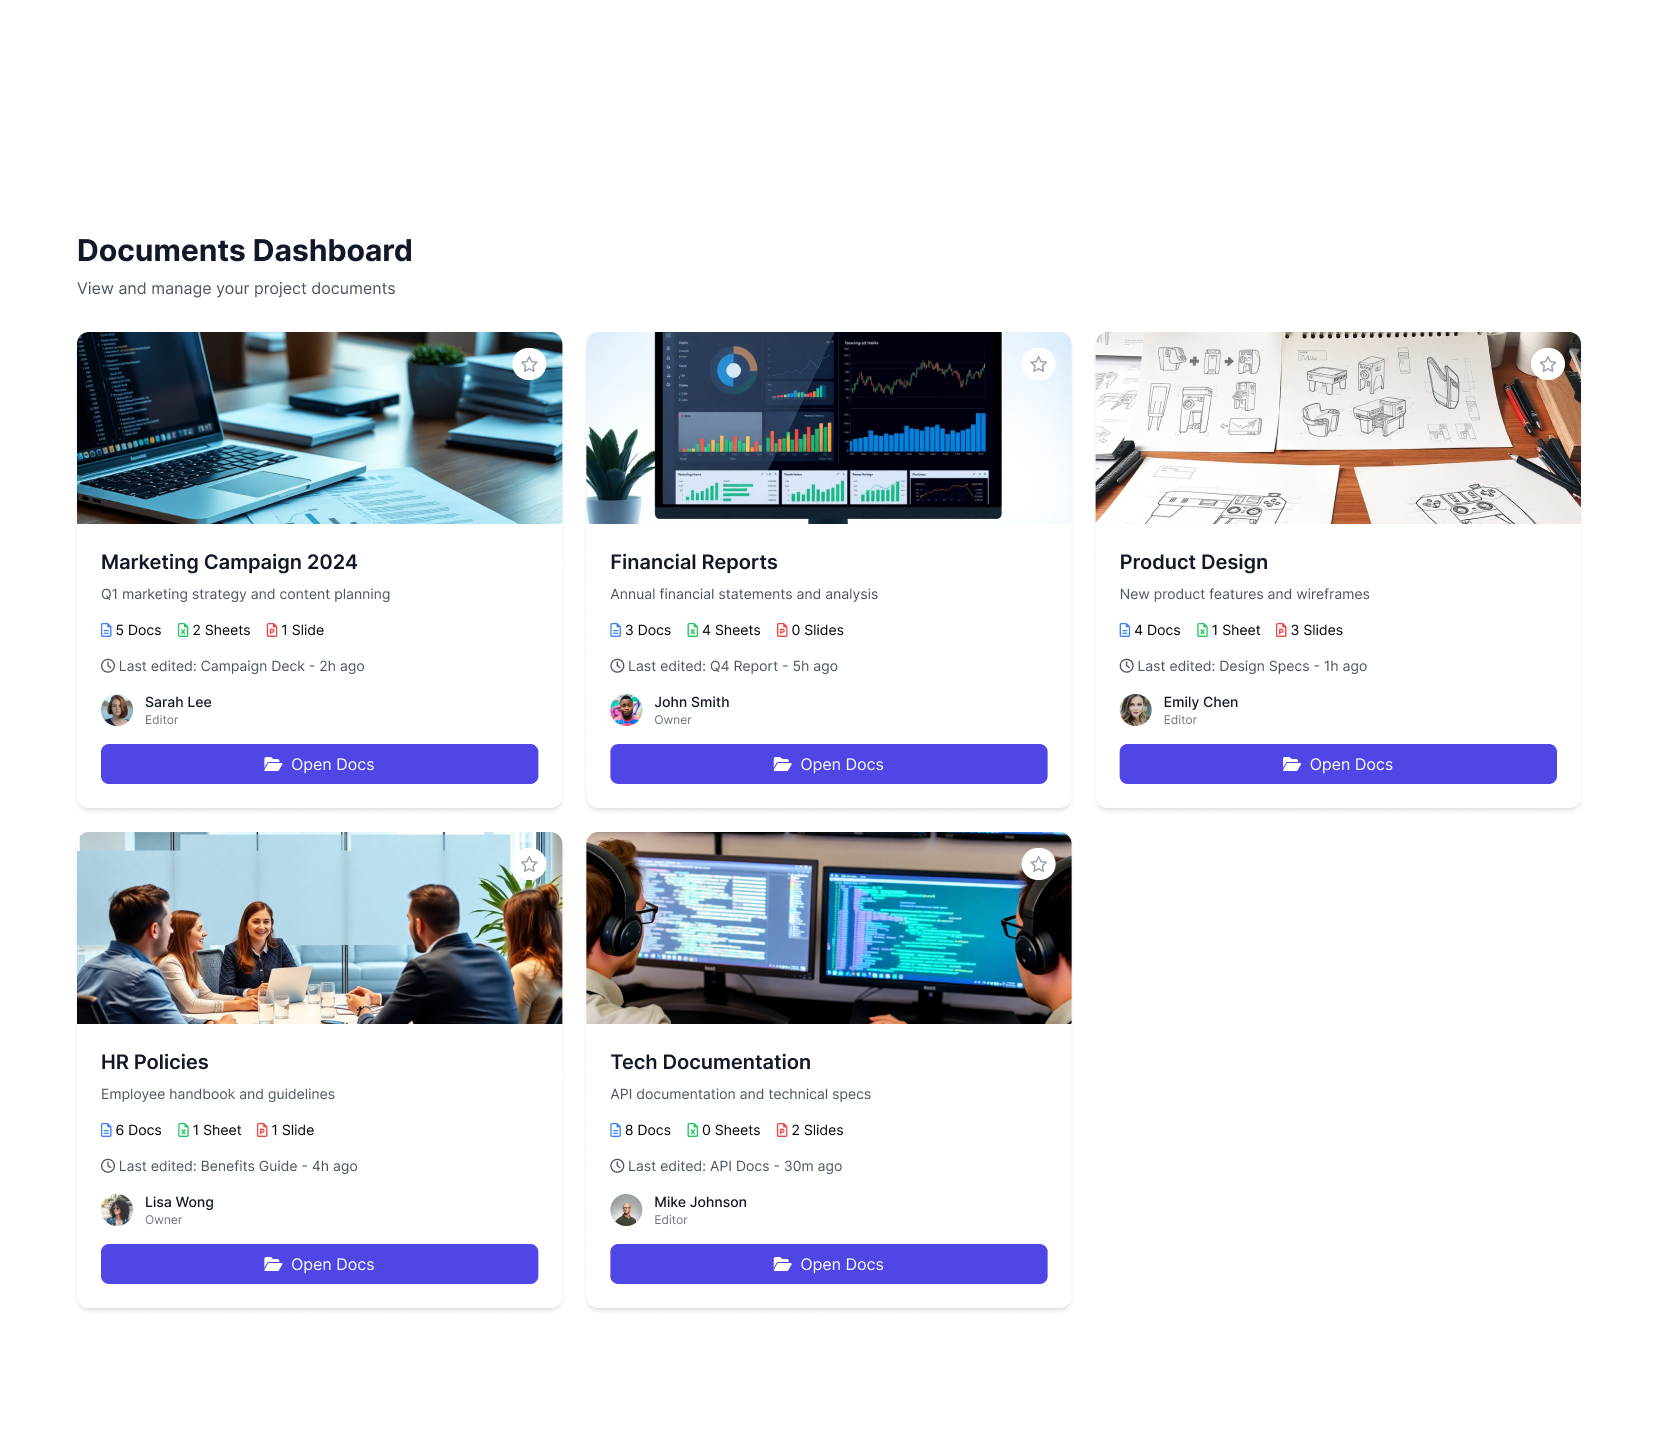 Documents Dashboard
View and manage your project documents
Marketing Campaign 2024
Q1 marketing strategy and content planning
5 Docs 2 Sheets 1 Slide
Last edited: Campaign Deck - 2h ago
Sarah Lee
Editor
Open Docs
Financial Reports
Annual financial statements and analysis
3 Docs 4 Sheets 0 Slides
Last edited: Q4 Report - 5h ago
John Smith
Owner
Open Docs
Product Design
New product features and wireframes
4 Docs 1 Sheet 3 Slides
Last edited: Design Specs - 1h ago
Emily Chen
Editor
Open Docs
HR Policies
Employee handbook and guidelines
6 Docs 1 Sheet 1 Slide
Last edited: Benefits Guide - 4h ago
Lisa Wong
Owner
Open Docs
Tech Documentation
API documentation and technical specs
8 Docs 0 Sheets 2 Slides
Last edited: API Docs - 30m ago
Mike Johnson
Editor
Open Docs